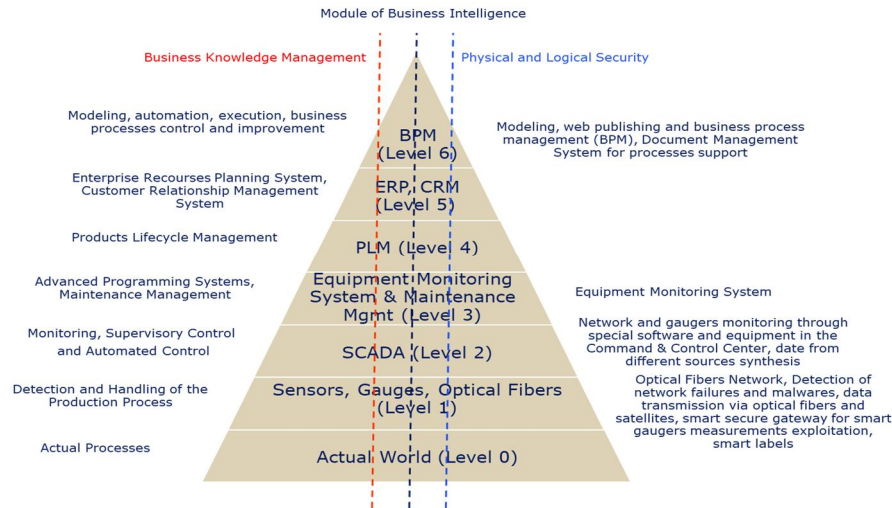 Module of Business Intelligence
Business Knowledge Management
Physical and Logical Security
Modeling, automation, execution, business
processes control and improvement
BPM
(Level 6)
Modeling, web publishing and business process
management (BPM), Document Management
System for processes support
Enterprise Recourses Planning System,
Customer Relationship Management
System
ERP, CRM
(Level 5)
Products Lifecycle Management
PLM (Level 4)
Advanced Programming Systems,
Maintenance Management
Equipment Monitoring
System & Maintenance
Mgmt (Level 3)
Equipment Monitoring System
Monitoring, Supervisory Control
and Automated Control
SCADA (Level 2)
Network and gaugers monitoring through
special software and equipment in the
Command & Control Center, date from
different sources synthesis
Detection and Handling of the
Production Process
Sensors, Gauges, Optical Fibers
(Level 1)
Optical Fibers Network, Detection of
network failures and malwares, data
transmission via optical fibers and
satellites, smart secure gateway for smart
gaugers measurements exploitation,
smart labels
Actual Processes
Actual World (Level 0)